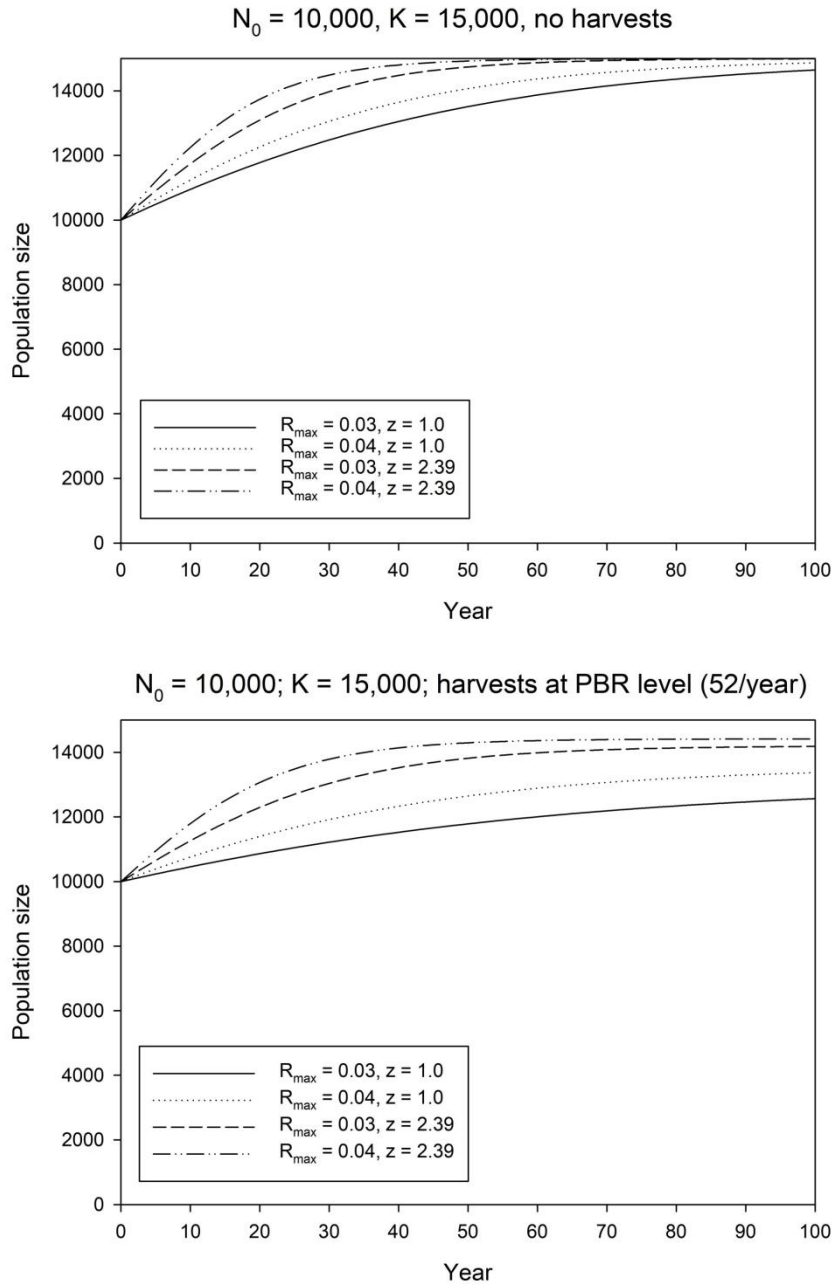 N0 = 10,000, K = 15,000, no harvests
14000
12000
10000
8000
6000
4000
2000
0
Population size
Rmax = 0.03, z = 1.0
Rmax = 0.04, z = 1.0
Rmax = 0.03, z = 2.39
Rmax = 0.04, z = 2.39
0 10 20 30 40 50 60 70 80 90 100
Year
N0 = 10,000; K = 15,000; harvests at PBR level (52/year)
14000
12000
10000
8000
6000
4000
2000
0
Population size
Rmax = 0.03, z = 1.0
Rmax = 0.04, z = 1.0
Rmax = 0.03, z = 2.39
Rmax = 0.04, z = 2.39
0 10 20 30 40 50 60 70 80 90 100
Year